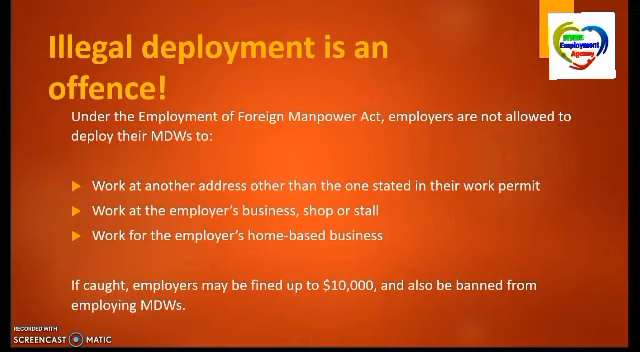 Illegal deployment is an
offence!
Employment
Agency
Under the Employment of Foreign Manpower Act, employers are not allowed to
deploy their MDWs to:
Work at another address other than the one stated in their work permit
Work at the employer's business, shop or stall
Work for the employer's home-based business
If caught, employers may be fined up to $10,000, and also be banned from
employing MDWs.
RECORDED WITH
SCREENCAST MATIC